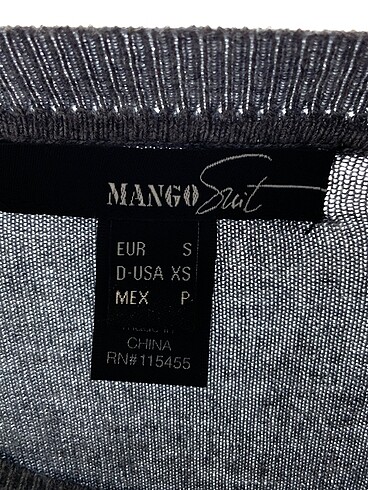 MANGO Suit
EUR S
D-USA XS
MEX P
CHINA
RN#115455